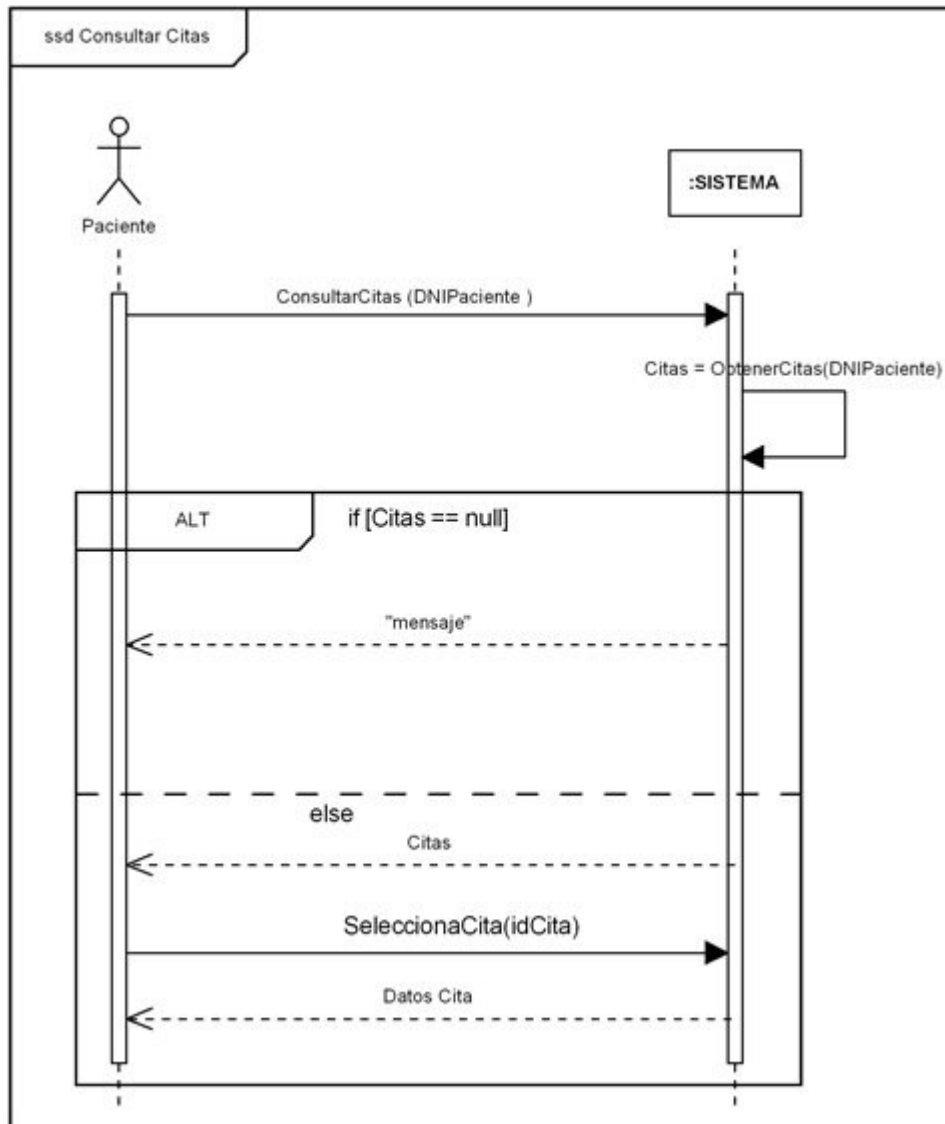 ssd Consultar Citas
Paciente
:SISTEMA
ConsultarCitas (DNIPaciente )
Citas = ObtenerCitas(DNIPaciente)
ALT
if [Citas == null]
"mensaje"
else
Citas
SeleccionaCita(idCita)
Datos Cita